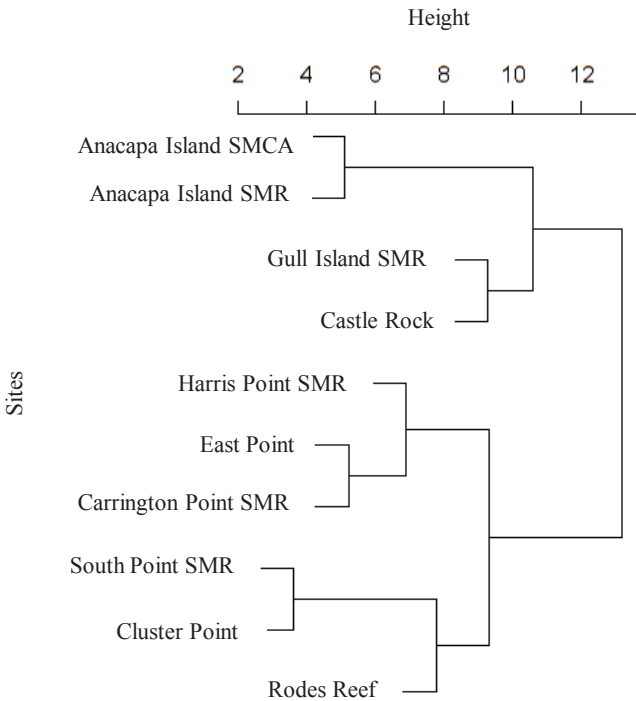 Height
2 4 6 8 10 12
Anacapa Island SMCA
Anacapa Island SMR
Gull Island SMR
Castle Rock
Harris Point SMR
East Point
Carrington Point SMR
South Point SMR
Cluster Point
Rodes Reef
Sites